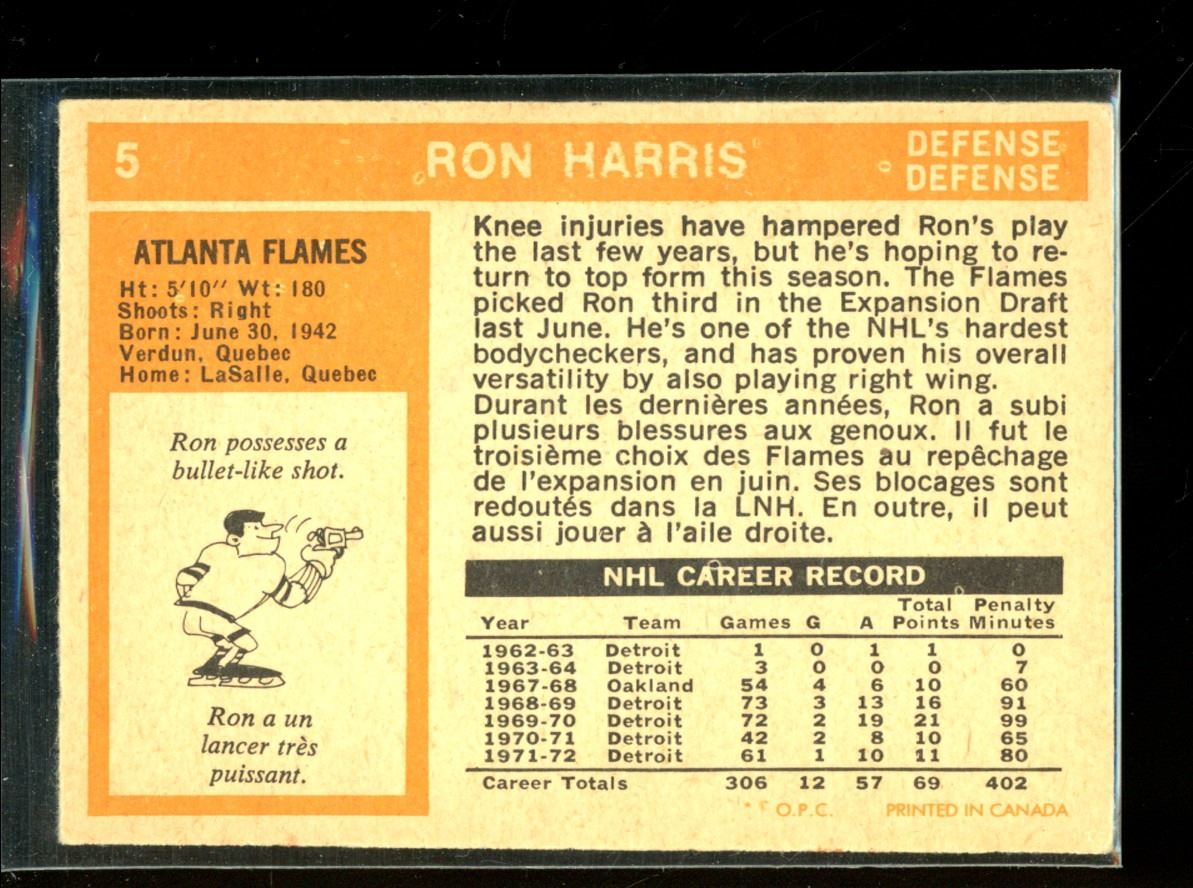 5 RON HARRIS DEFENSE
DEFENSE
ATLANTA FLAMES
Ht: 5'10'' Wt: 180
Shoots: Right
Born: June 30, 1942
Verdun, Quebec
Home: LaSalle, Quebec
Ron possesses a
bullet-like shot.
Ron a un
lancer très
puissant.
Knee injuries have hampered Ron's play
the last few years, but he's hoping to re-
turn to top form this season. The Flames
picked Ron third in the Expansion Draft
last June. He's one of the NHL's hardest
bodycheckers, and has proven his overall
versatility by also playing right wing.
Durant les dernières années, Ron a subi
plusieurs blessures aux genoux. Il fut le
troisième choix des Flames au repêchage
de l'expansion en juin. Ses blocages sont
redoutés dans la LNH. En outre, il peut
aussi jouer à l'aile droite.
NHL CAREER RECORD
Total Penalty
Year Team Games G A Points Minutes
1962-63 Detroit 1 0 1 1 0
1963-64 Detroit 3 0 0 0 7
1967-68 Oakland 54 4 6 10 60
1968-69 Detroit 73 3 13 16 91
1969-70 Detroit 72 2 19 21 99
1970-71 Detroit 42 2 8 10 65
1971-72 Detroit 61 1 10 11 80
Career Totals 306 12 57 69 402
O.P.C. PRINTED IN CANADA